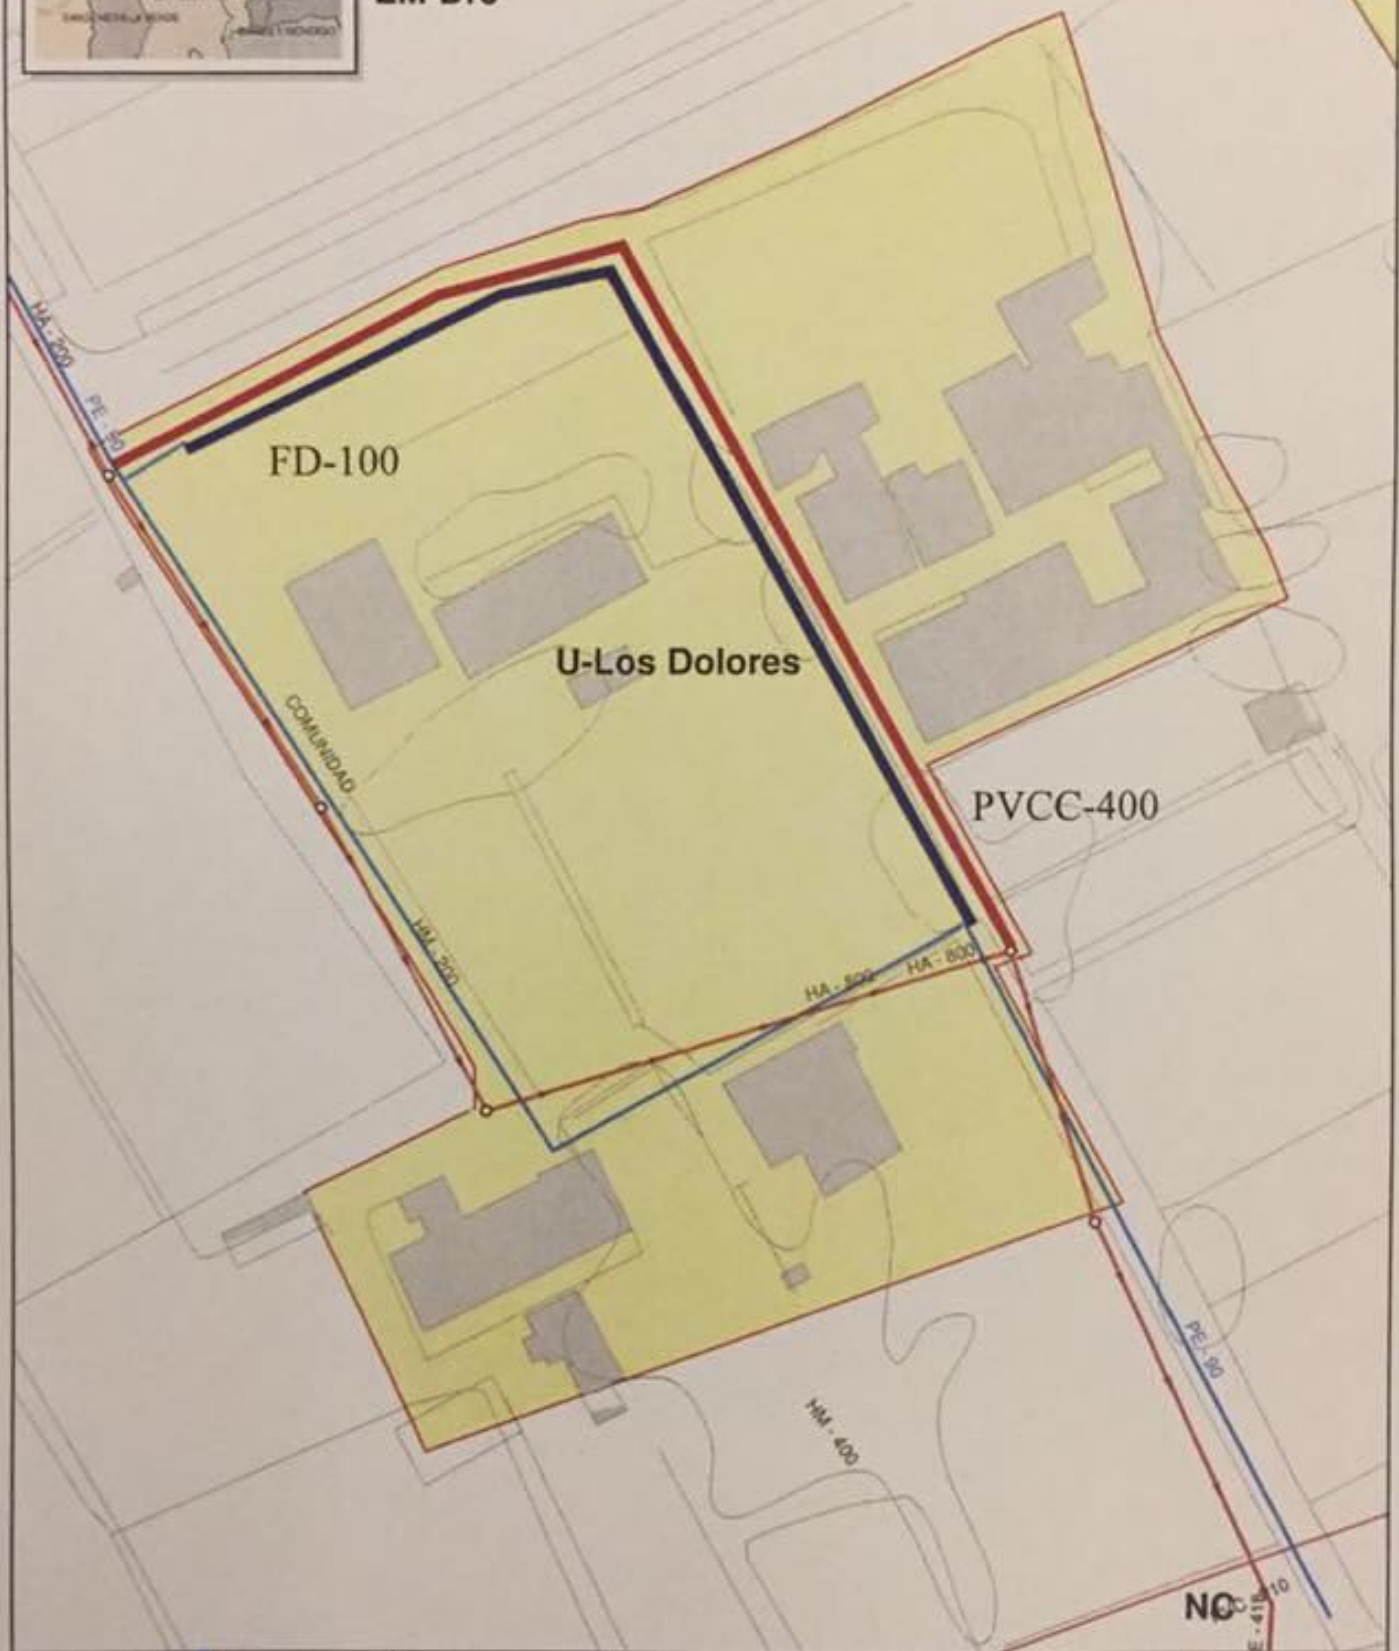 HA - 200
PE - 90
FD-100
U-Los Dolores
COMUNIDAD
PVCC-400
HM - 200
HA - 800
HA - 800
PE - 90
HM - 400
NC